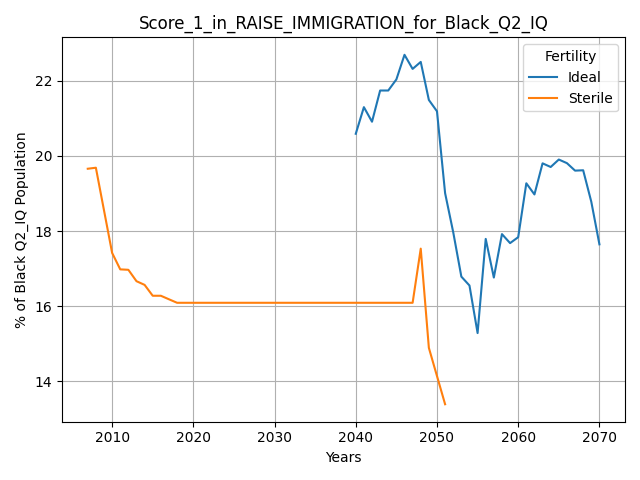 Score_1_in_RAISE_IMMIGRATION_for_Black_Q2_IQ
% of Black Q2_IQ Population
22
20
18
16
14
Fertility
Ideal
Sterile
2010 2020 2030 2040 2050 2060 2070
Years